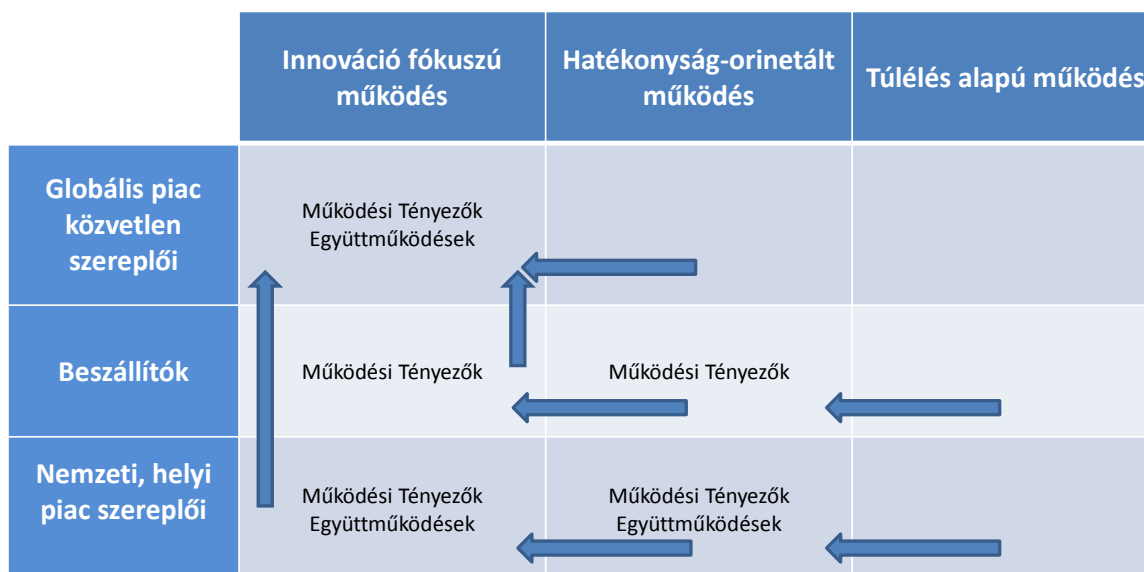 Innováció fókuszú
működés
Hatékonyság-orinetált
működés
Túlélés alapú működés
Globális piac
közvetlen
szereplői
Működési Tényezők
Együttműködések
Beszállítók
Működési Tényezők
Működési Tényezők
Nemzeti, helyi
piac szereplői
Működési Tényezők
Együttműködések
Működési Tényezők
Együttműködések